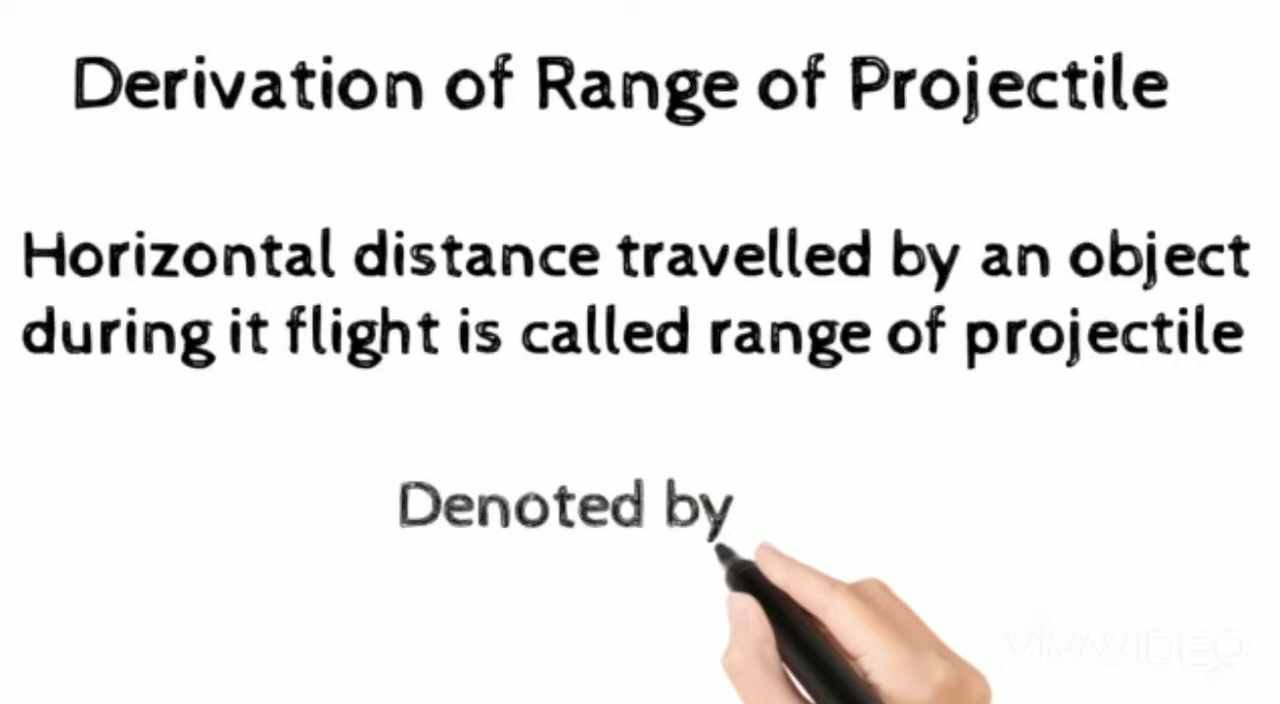 Derivation of Range of Projectile
Horizontal distance travelled by an object
during it flight is called range of projectile
Denoted by
VIVAVIDEO